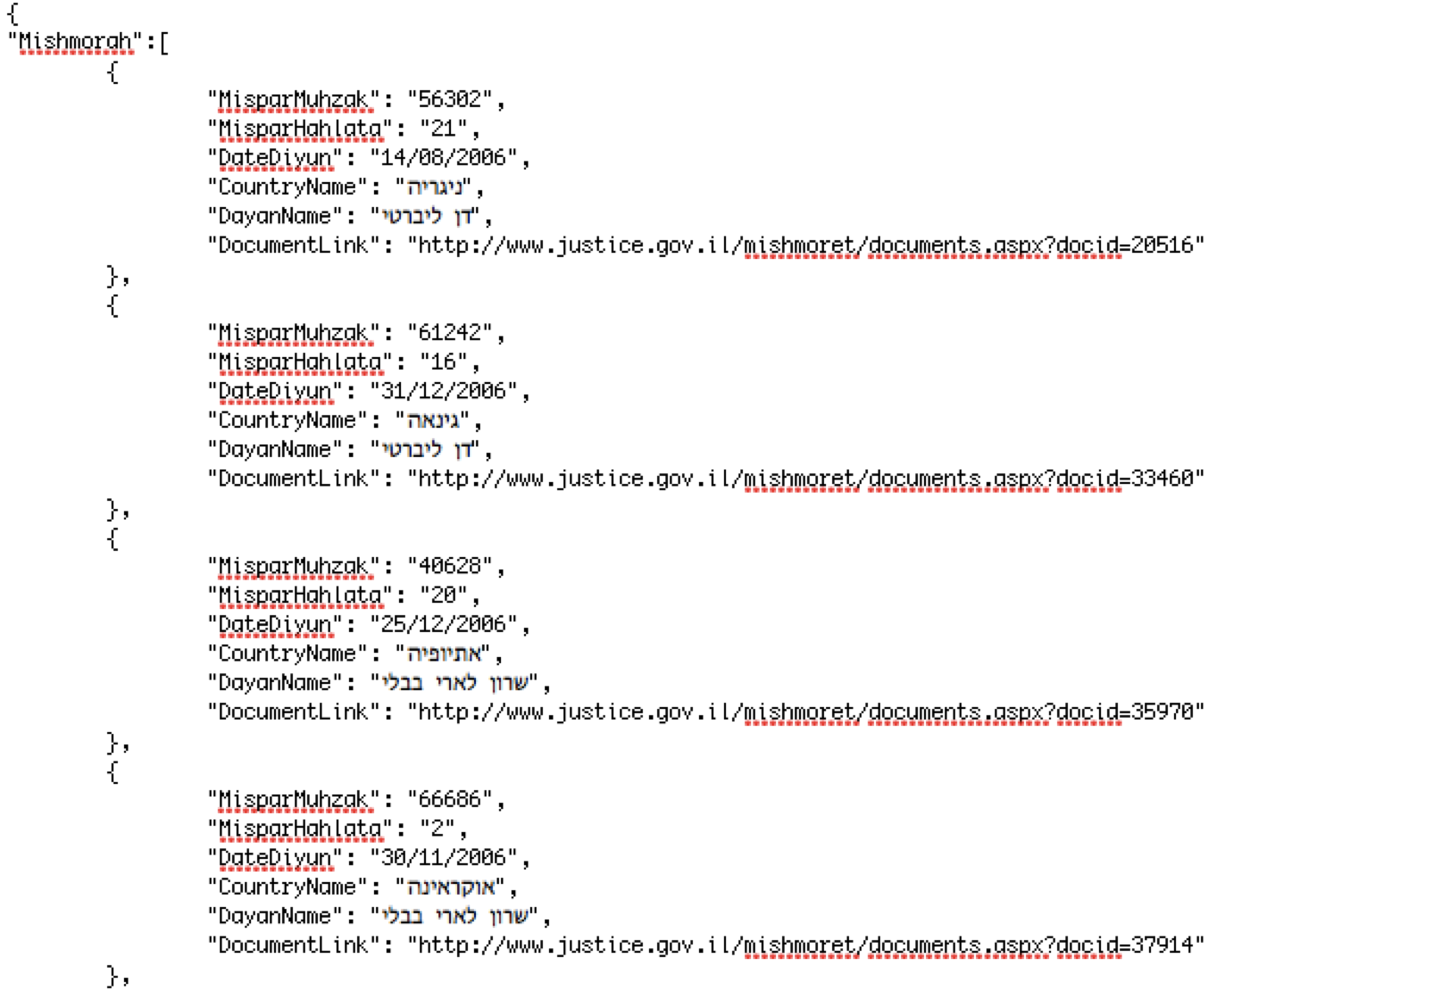 {
"Mishmorah":[
{
"MisparMuhzak": "56302",
"MisparHahlata": "21",
"DateDiyun": "14/08/2006",
"CountryName": "ניגריה",
"DayanName": "דן ליברטי",
"DocumentLink": "http://www.justice.gov.il/mishmoret/documents.aspx?docid=20516"
},
{
"MisparMuhzak": "61242",
"MisparHahlata": "16",
"DateDiyun": "31/12/2006",
"CountryName": "גינאה",
"DayanName": "דן ליברטי",
"DocumentLink": "http://www.justice.gov.il/mishmoret/documents.aspx?docid=33460"
},
{
"MisparMuhzak": "40628",
"MisparHahlata": "20",
"DateDiyun": "25/12/2006",
"CountryName": "אתיופיה",
"DayanName": "שרון לארי בבלי",
"DocumentLink": "http://www.justice.gov.il/mishmoret/documents.aspx?docid=35970"
},
{
"MisparMuhzak": "66686",
"MisparHahlata": "2",
"DateDiyun": "30/11/2006",
"CountryName": "אוקראינה",
"DayanName": "שרון לארי בבלי",
"DocumentLink": "http://www.justice.gov.il/mishmoret/documents.aspx?docid=37914"
},